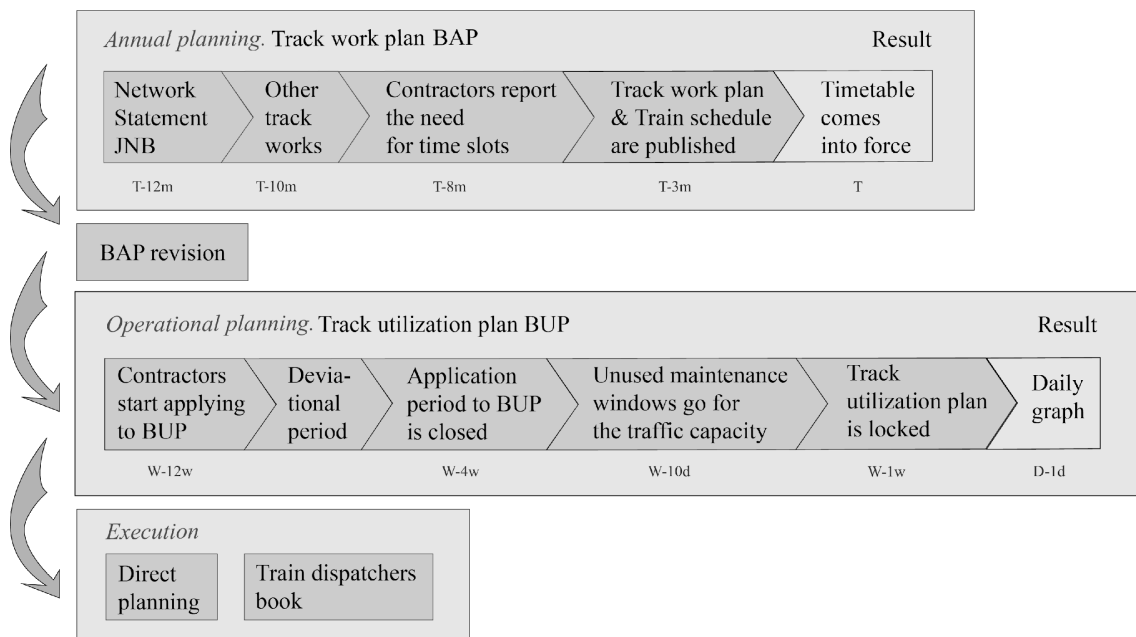 Annual planning. Track work plan BAP
Result
Network
Statement
JNB
Other
track
works
Contractors report
the need
for time slots
Track work plan
& Train schedule
are published
Timetable
comes
into force
T-12m
T-10m
T-8m
T-3m
T
BAP revision
Operational planning. Track utilization plan BUP
Result
Contractors
start applying
to BUP
Devia-
tional
period
Application
period to BUP
is closed
Unused maintenance
windows go for
the traffic capacity
Track
utilization plan
is locked
Daily
graph
W-12w
W-4w
W-10d
W-1w
D-1d
Execution
Direct
planning
Train dispatchers
book